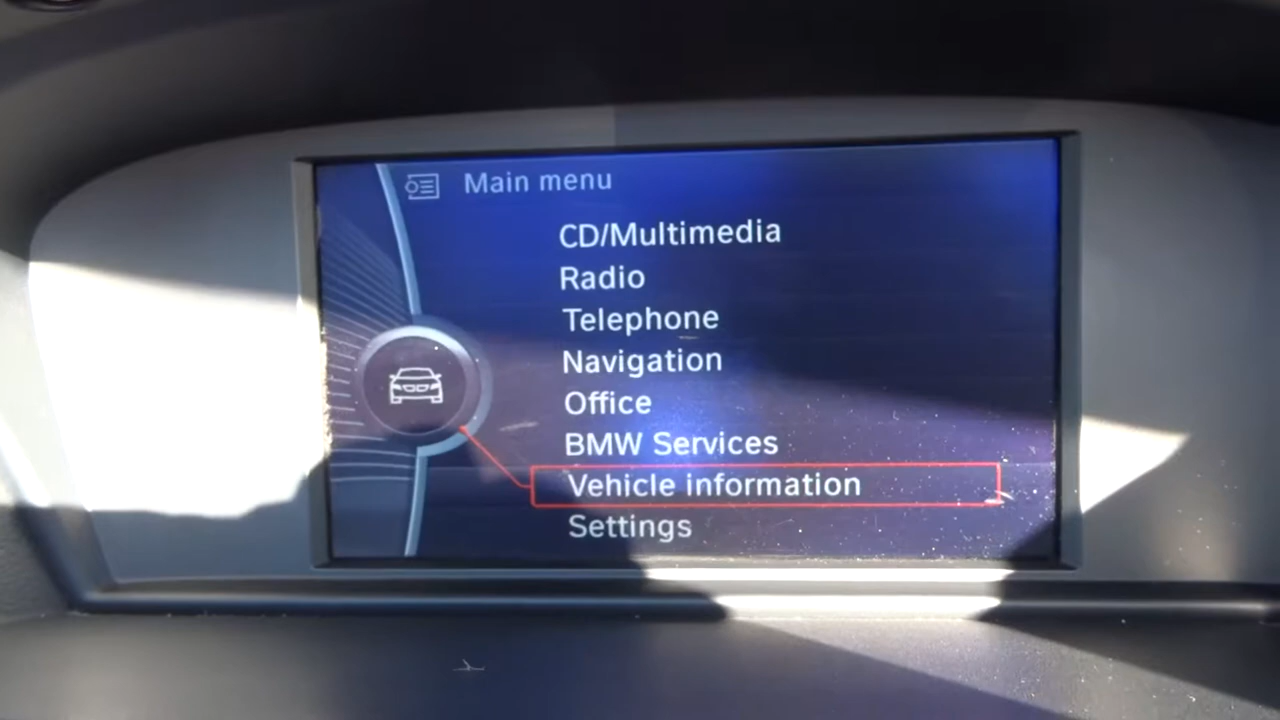 Main menu
CD/Multimedia
Radio
Telephone
Navigation
Office
BMW Services
Vehicle information
Settings